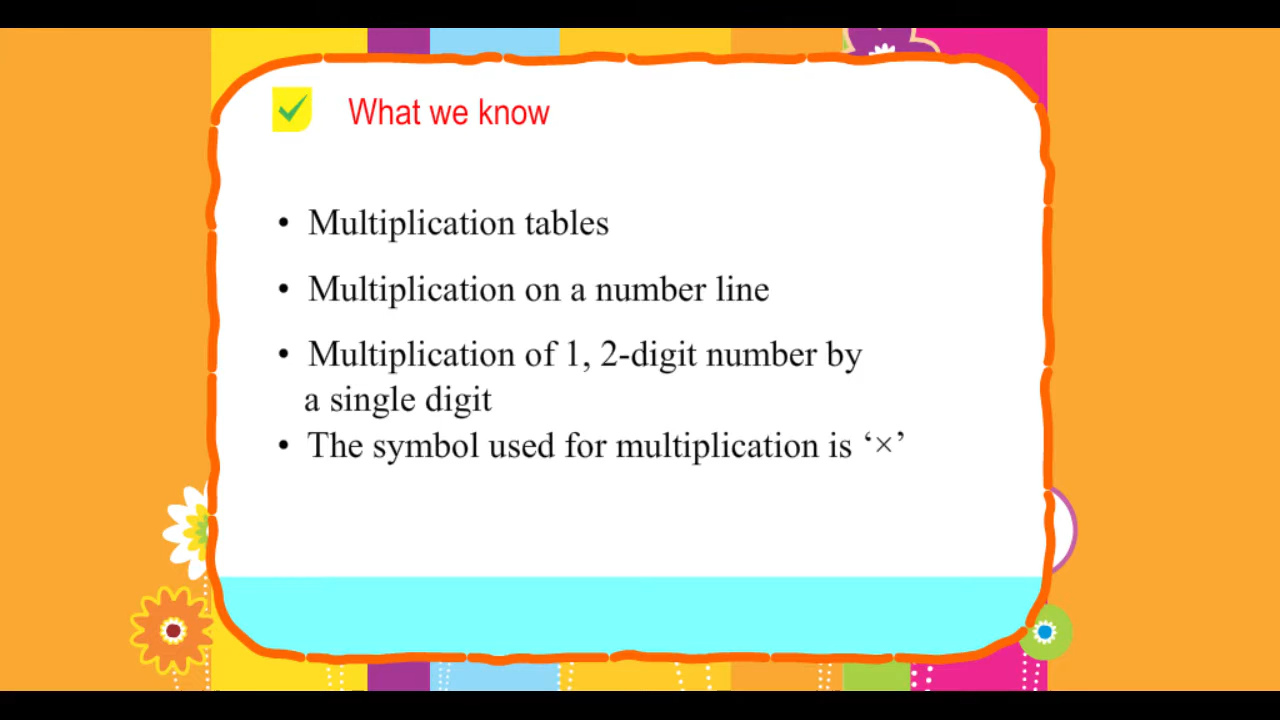 What we know
• Multiplication tables
• Multiplication on a number line
• Multiplication of 1, 2-digit number by
a single digit
• The symbol used for multiplication is ‘×’